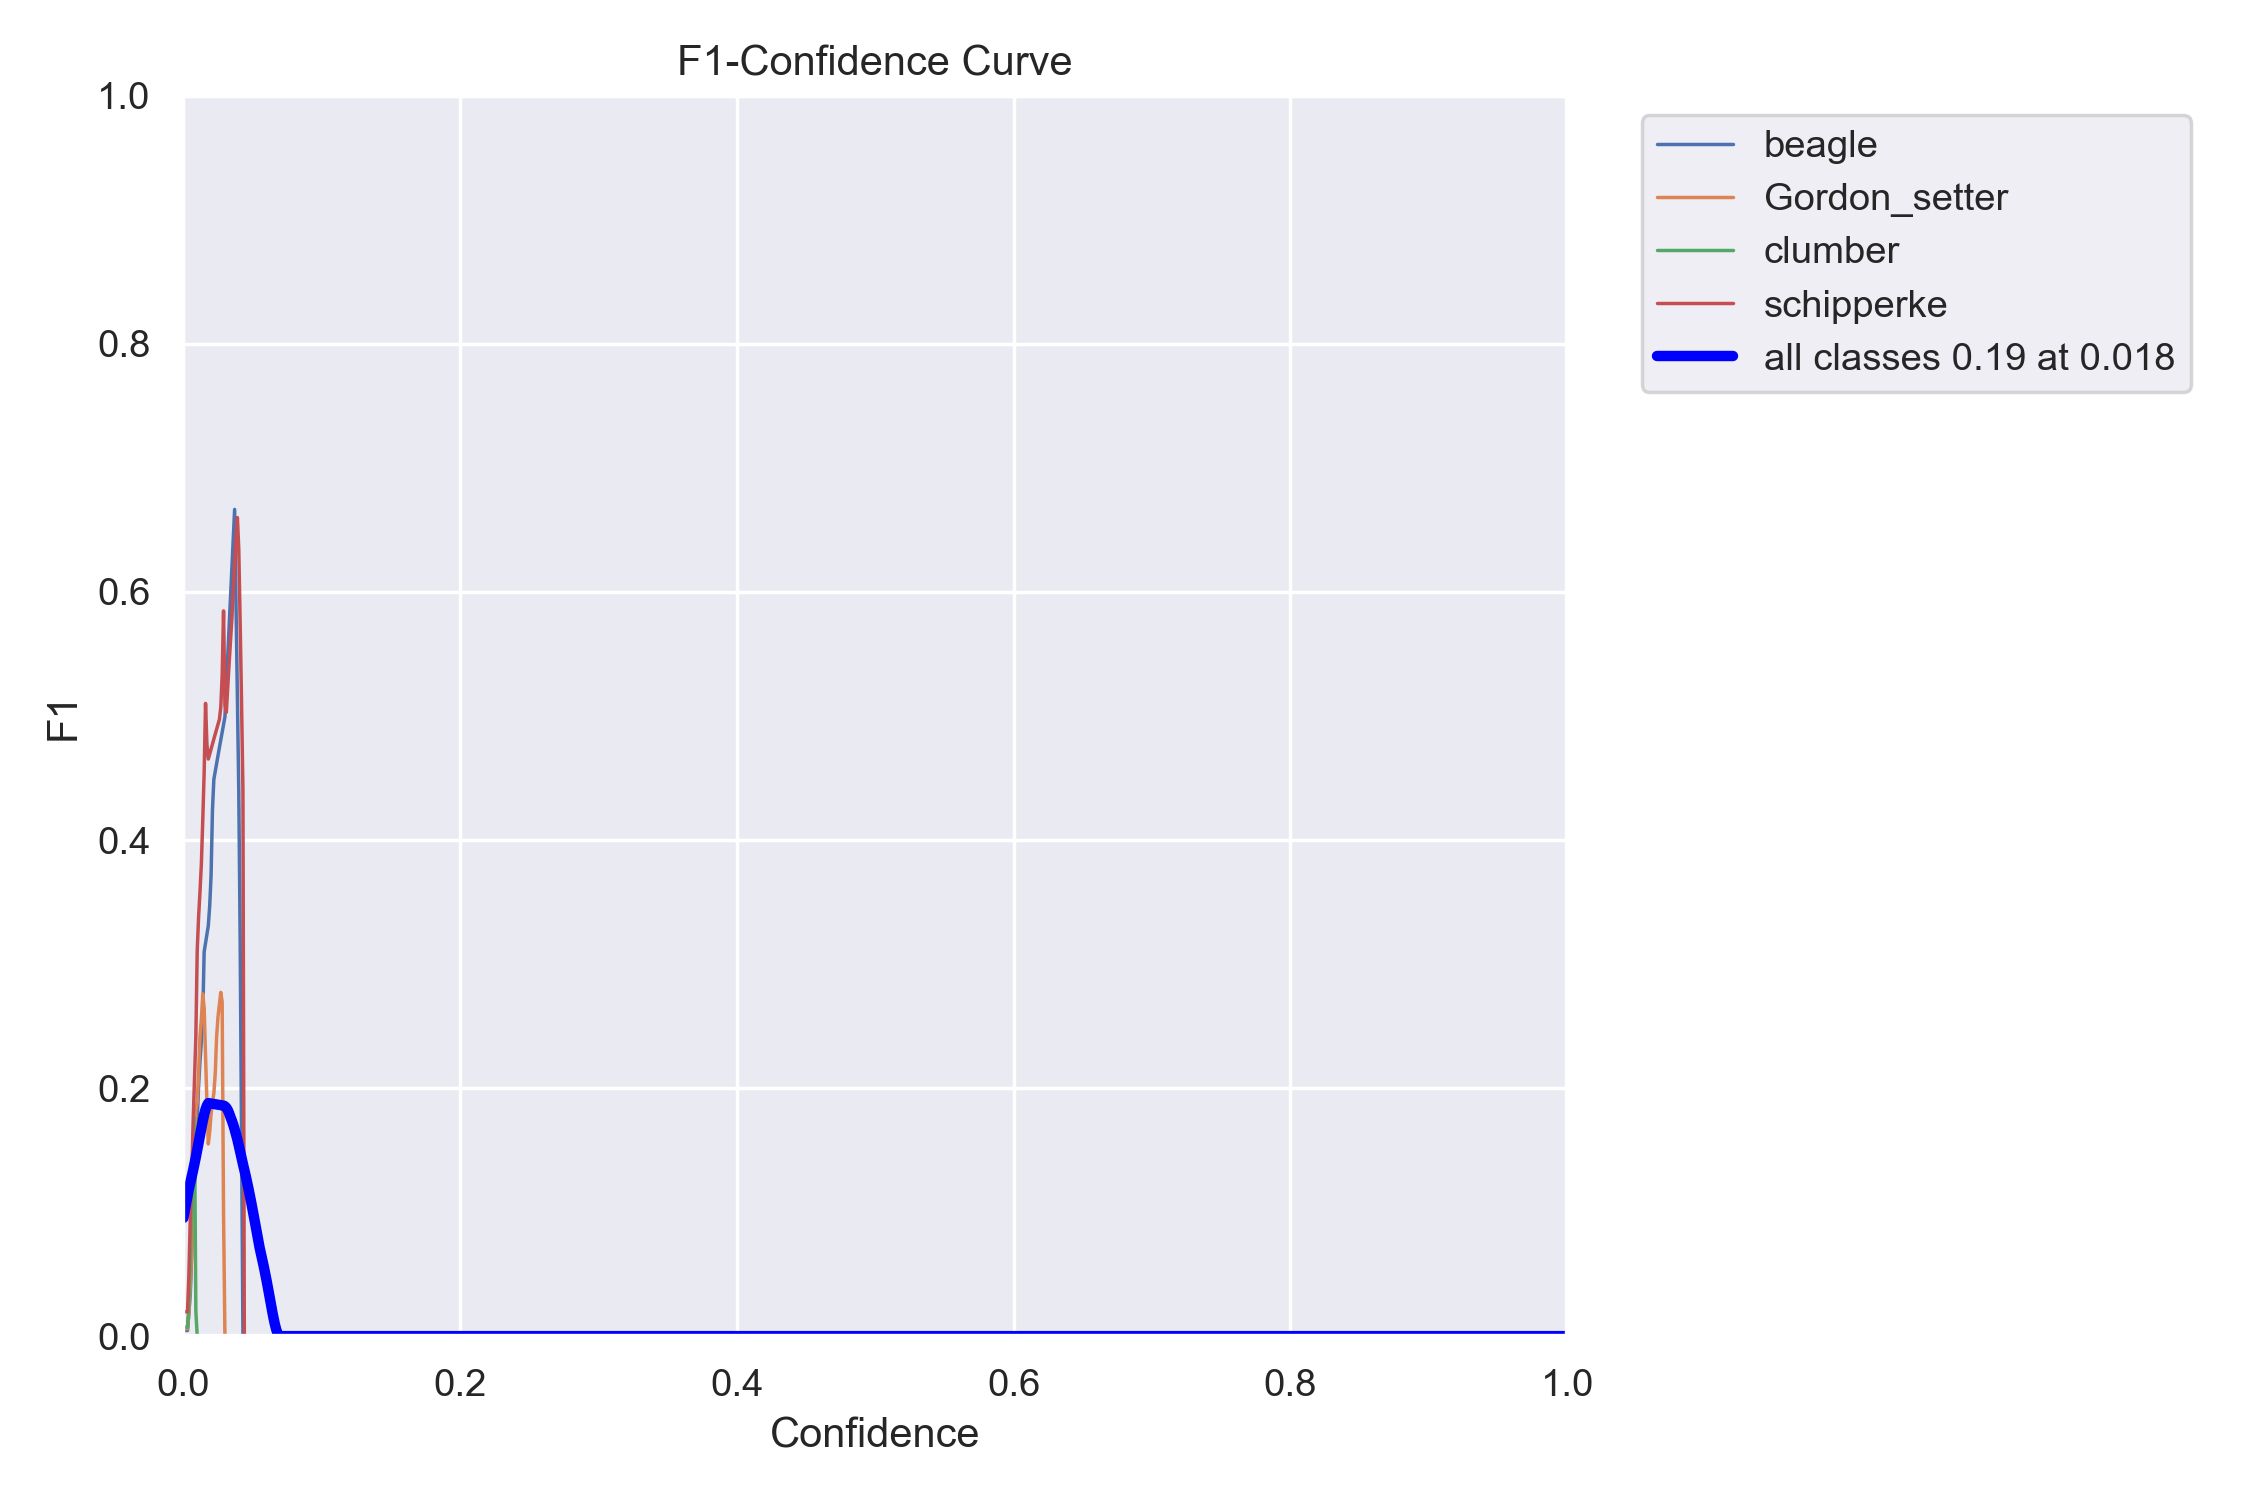 F1-Confidence Curve
1.0
0.8
0.6
0.4
0.2
0.0
F1
0.0 0.2 0.4 0.6 0.8 1.0
Confidence
beagle
Gordon_setter
clumber
schipperke
all classes 0.19 at 0.018